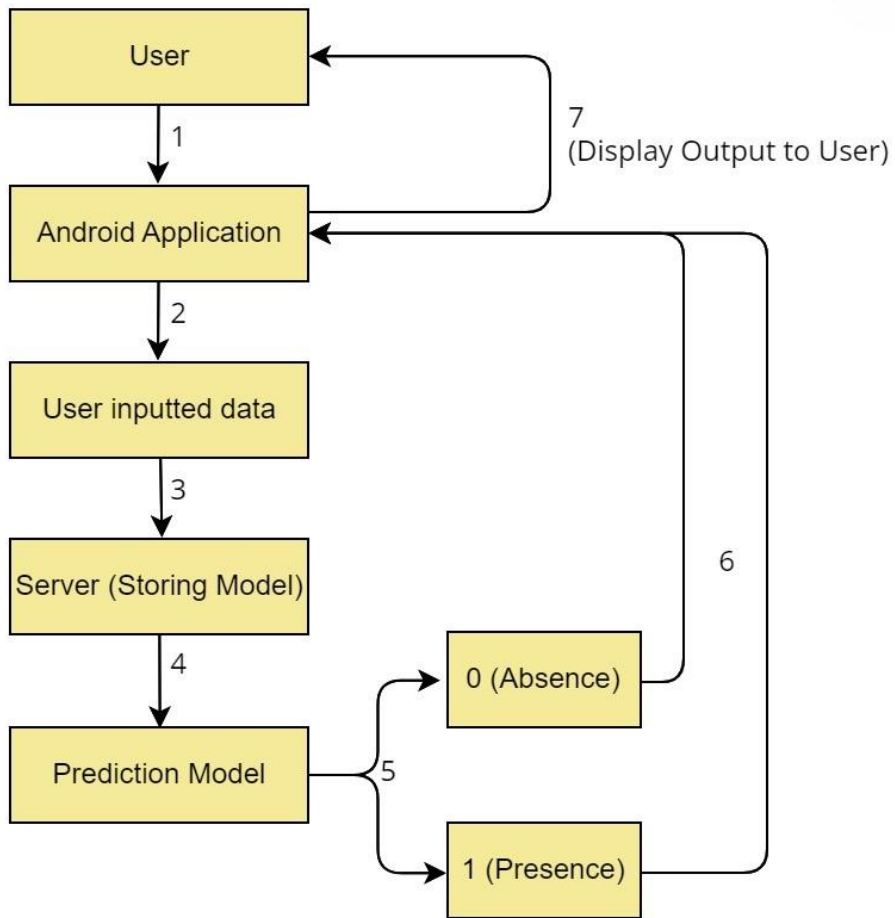 User
1
7
(Display Output to User)
Android Application
2
User inputted data
3
Server (Storing Model)
6
4
0 (Absence)
Prediction Model
5
1 (Presence)